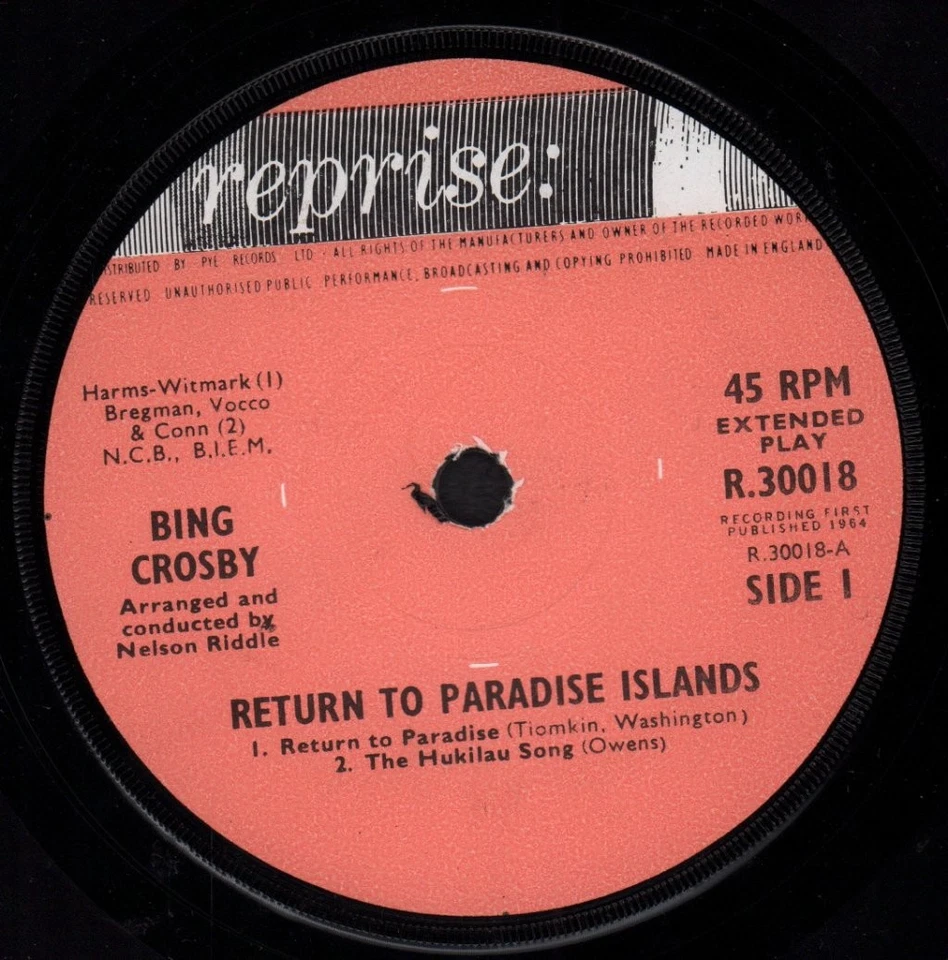 reprise:
DISTRIBUTED BY PYE RECORDS LTD · ALL RIGHTS OF THE MANUFACTURERS AND OWNER OF THE RECORDED WORK
RESERVED UNAUTHORISED PUBLIC PERFORMANCE, BROADCASTING AND COPYING PROHIBITED MADE IN ENGLAND
Harms-Witmark (1)
Bregman, Vocco
& Conn (2)
N.C.B., B.I.E.M.
BING
CROSBY
Arranged and
conducted by
Nelson Riddle
45 RPM
EXTENDED
PLAY
R.30018
RECORDING FIRST
PUBLISHED 1964
R.30018-A
SIDE 1
RETURN TO PARADISE ISLANDS
1. Return to Paradise (Tiomkin, Washington)
2. The Hukilau Song (Owens)